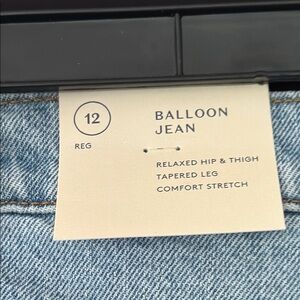 12
REG
BALLOON
JEAN
RELAXED HIP & THIGH
TAPERED LEG
COMFORT STRETCH